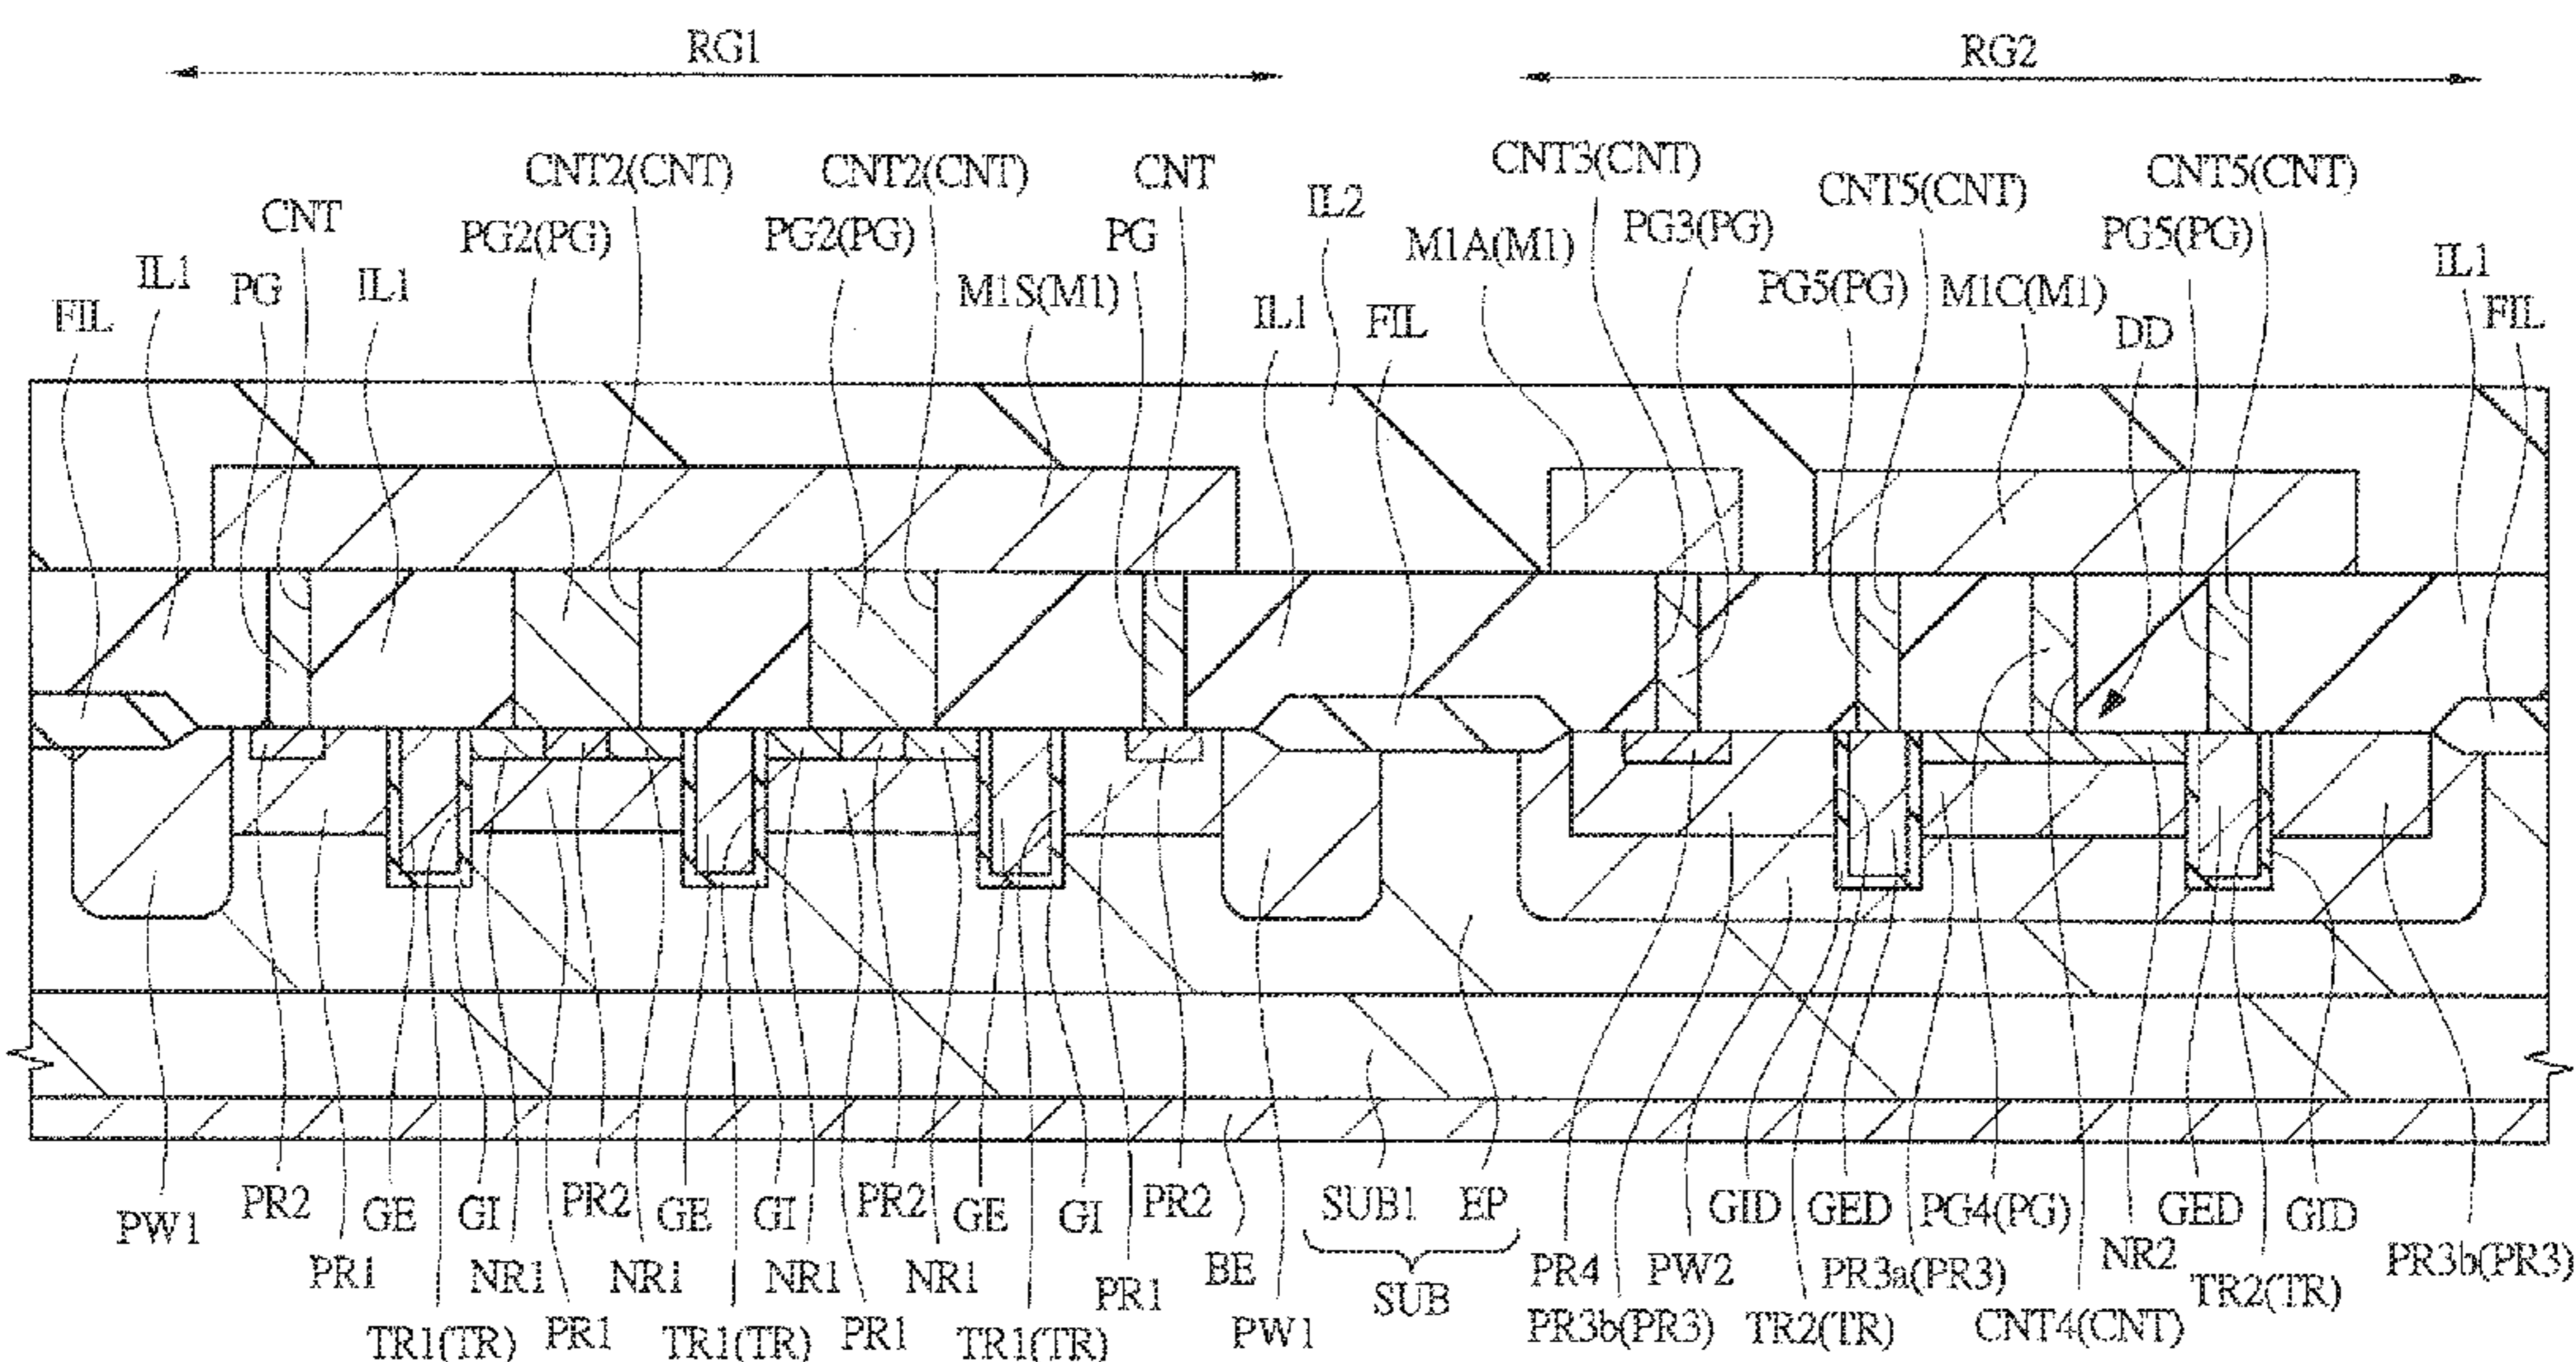 RG1 RG2
CNT2(CNT) CNT2(CNT) CNT CNT3(CNT) CNT5(CNT) CNT5(CNT)
CNT PG2(PG) PG2(PG) PG IL2 M1A(M1) PG3(PG) PG5(PG)
IL1 PG IL1 M1S(M1) PG5(PG) M1C(M1) IL1
FIL IL1 FIL DD FIL
PW1 PR2 GE GI PR2 GE GI PR2 GE GI PR2 SUB1 EP GID GED PG4(PG) GED GID
PR1 NR1 NR1 NR1 NR1 PR1 BE PR4 PW2 PR3a(PR3) NR2 PR3b(PR3)
SUB TR2(TR)
TR1(TR) PR1 TR1(TR) PR1 TR1(TR) PW1 PR3b(PR3) TR2(TR) CNT4(CNT)